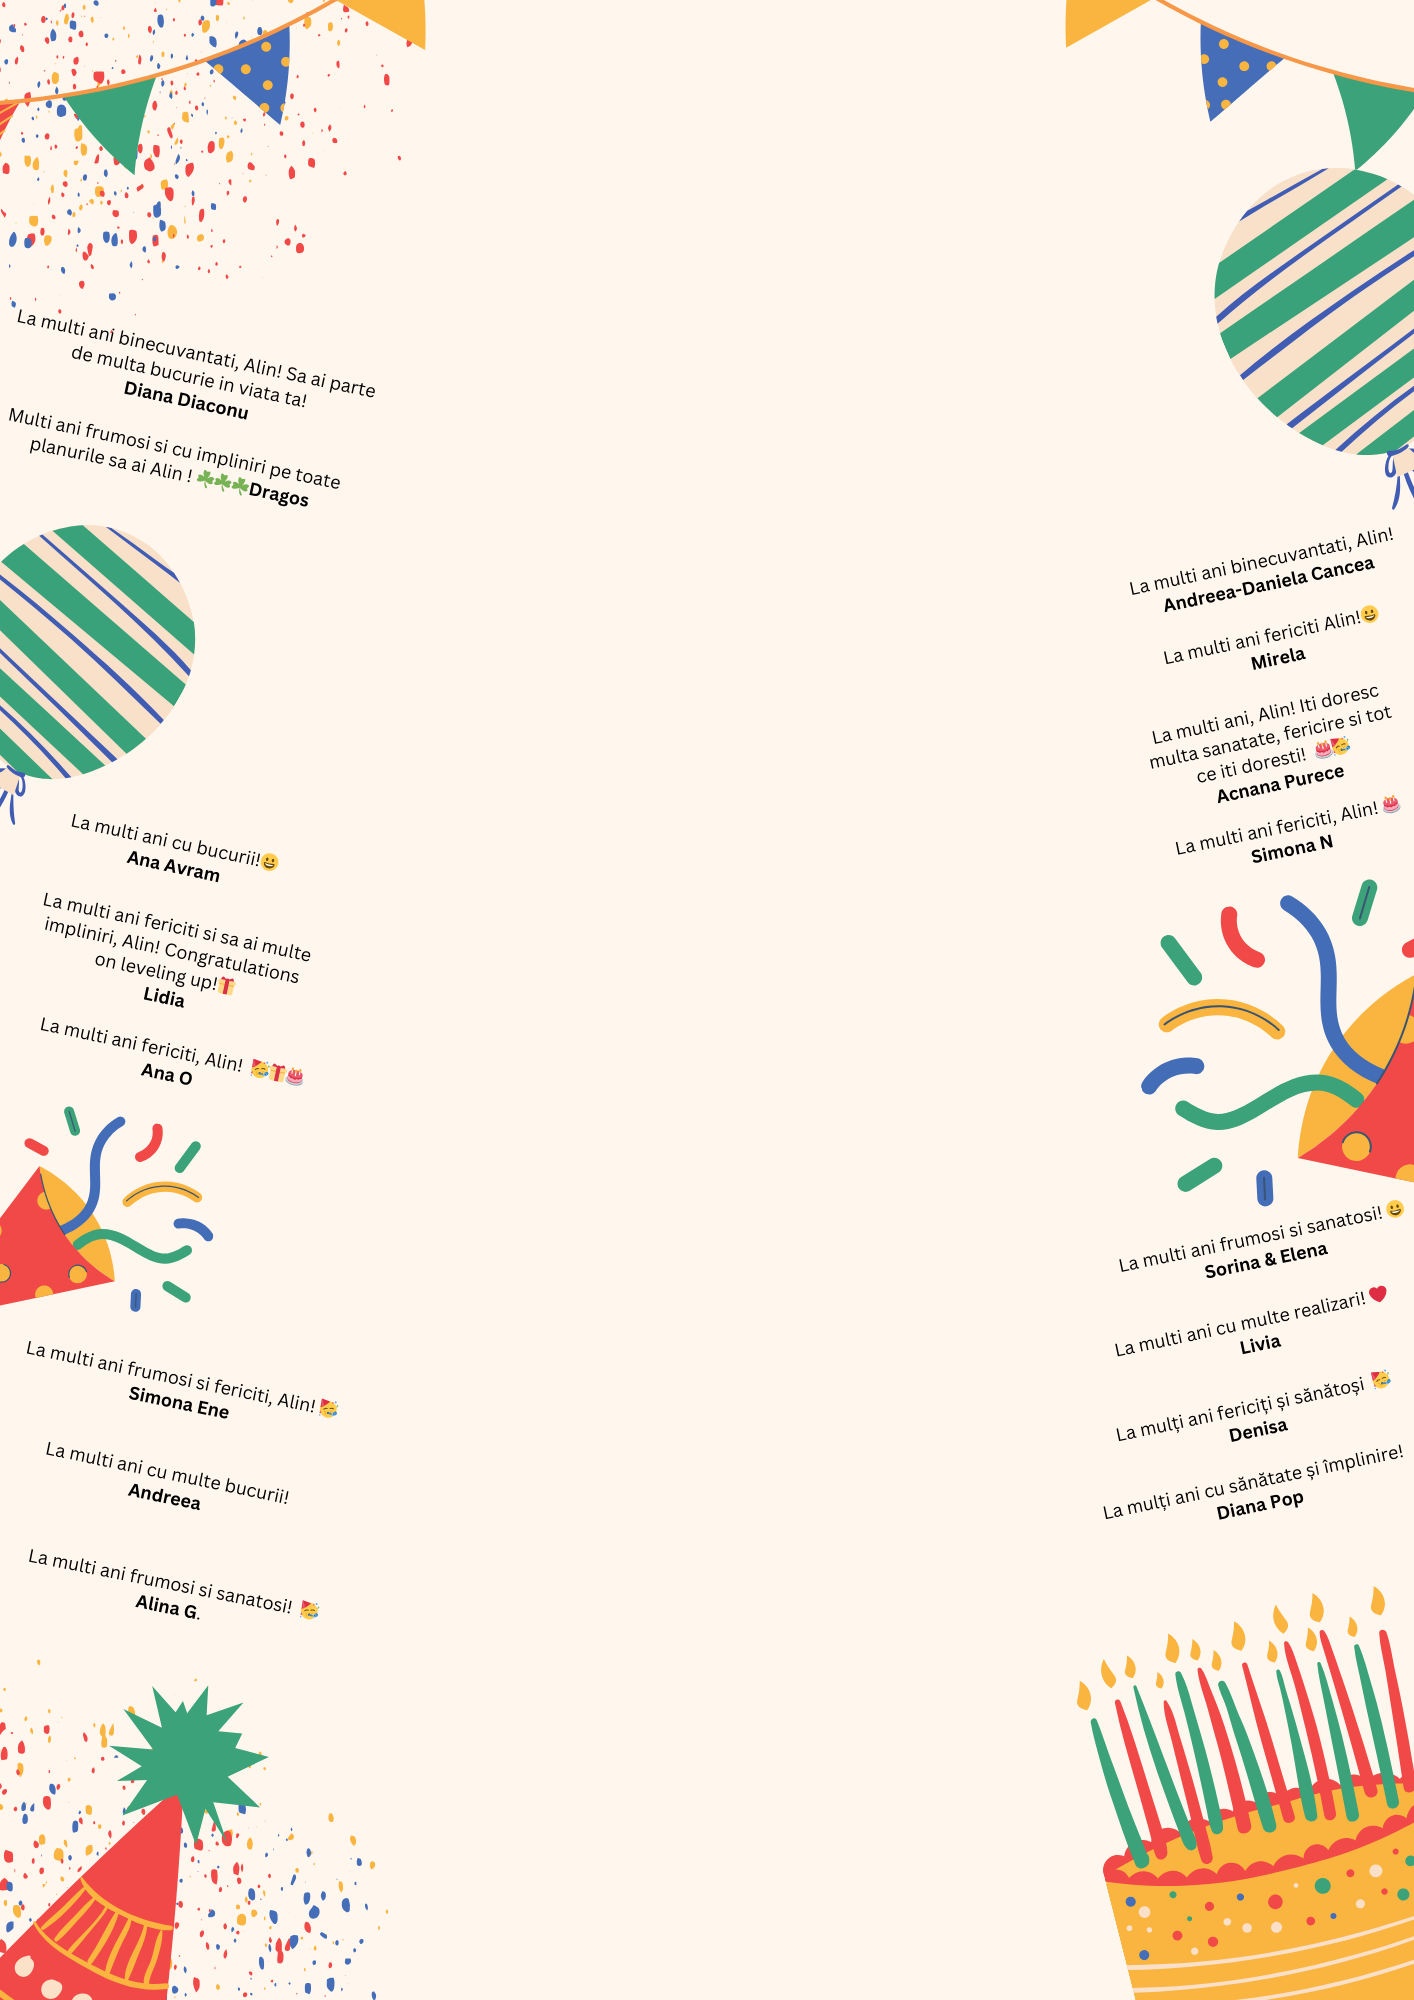 La multi ani binecuvantati, Alin! Sa ai parte
de multa bucurie in viata ta!
Diana Diaconu
Multi ani frumosi si cu impliniri pe toate
planurile sa ai Alin ! ☘️☘️☘️Dragos
La multi ani cu bucurii!😀
Ana Avram
La multi ani fericiti si sa ai multe
impliniri, Alin! Congratulations
on leveling up!🎁
Lidia
La multi ani fericiti, Alin! 🥳🎁🎂
Ana O
La multi ani frumosi si fericiti, Alin!🥳
Simona Ene
La multi ani cu multe bucurii!
Andreea
La multi ani frumosi si sanatosi! 🥳
Alina G.
La multi ani binecuvantati, Alin!
Andreea-Daniela Cancea
La multi ani fericiti Alin!😀
Mirela
La multi ani, Alin! Iti doresc
multa sanatate, fericire si tot
ce iti doresti! 🎂🥳
Acnana Purece
La multi ani fericiti, Alin!🎂
Simona N
La multi ani frumosi si sanatosi!😀
Sorina & Elena
La multi ani cu multe realizari!❤️
Livia
La mulți ani fericiți și sănătoși 🥳
Denisa
La mulți ani cu sănătate și împlinire!
Diana Pop